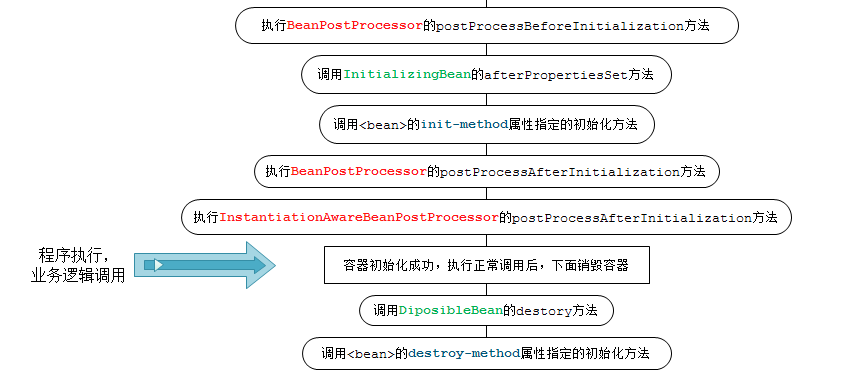 执行BeanPostProcessor的postProcessBeforeInitialization方法
调用InitializingBean的afterPropertiesSet方法
调用<bean>的init-method属性指定的初始化方法
执行BeanPostProcessor的postProcessAfterInitialization方法
执行InstantiationAwareBeanPostProcessor的postProcessAfterInitialization方法
程序执行,
业务逻辑调用
容器初始化成功，执行正常调用后，下面销毁容器
调用DiposibleBean的destory方法
调用<bean>的destroy-method属性指定的初始化方法